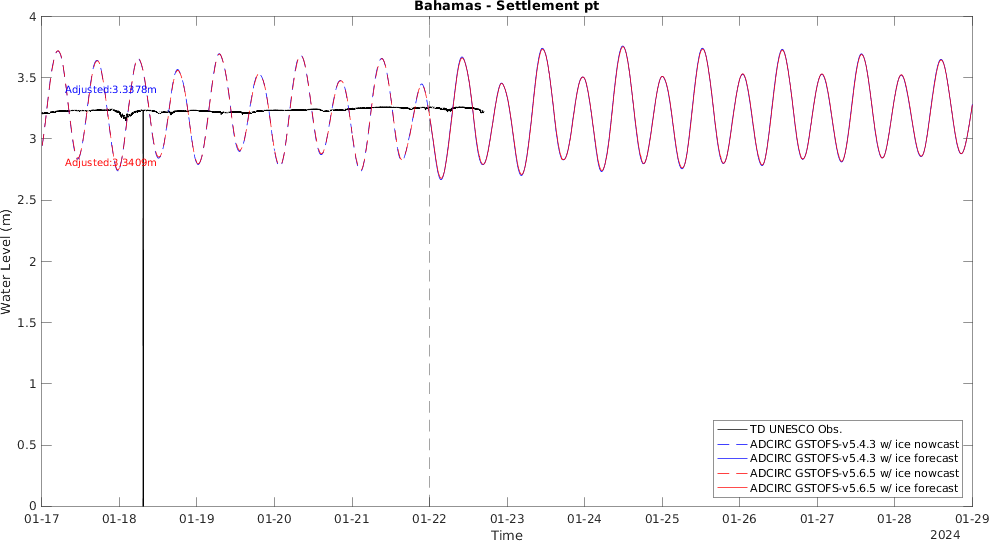 Bahamas - Settlement pt
4
3.5
3
2.5
2
1.5
1
0.5
0
Water Level (m)
Adjusted:3.3378m
Adjusted:3.3409m
TD UNESCO Obs.
ADCIRC GSTOFS-v5.4.3 w/ ice nowcast
ADCIRC GSTOFS-v5.4.3 w/ ice forecast
ADCIRC GSTOFS-v5.6.5 w/ ice nowcast
ADCIRC GSTOFS-v5.6.5 w/ ice forecast
01-17 01-18 01-19 01-20 01-21 01-22 01-23 01-24 01-25 01-26 01-27 01-28 01-29
Time
2024